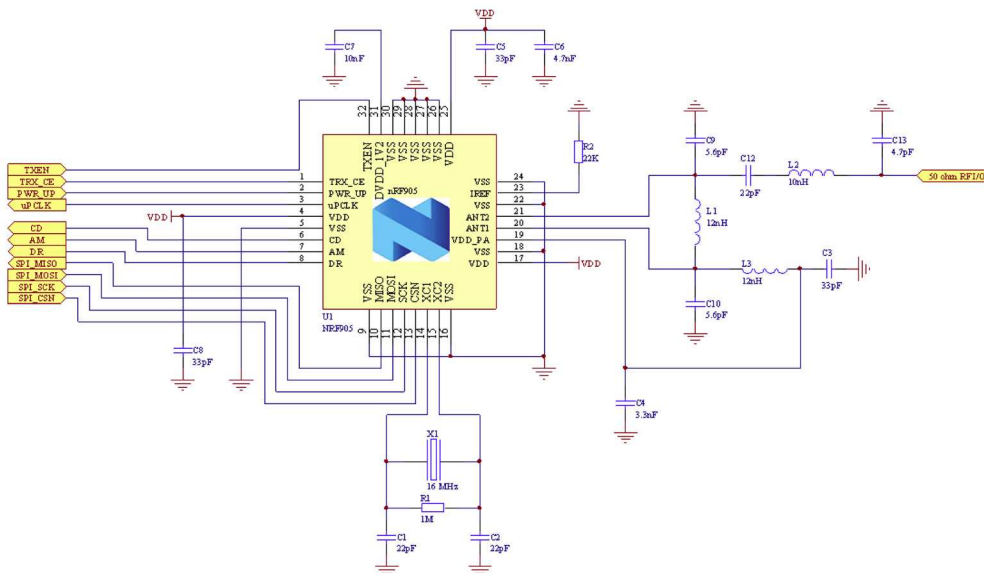 VDD
C7
10nF
C5
33pF
C6
4.7nF
32
31
30
29
28
27
26
25
TXEN
DVDD_1V2
VSS
VSS
VSS
VSS
VSS
VDD
R2
22K
C9
5.6pF
C12
22pF
L2
10nH
C13
4.7pF
50 ohm RFI/O
TXEN
TRX_CE
PWR_UP
uPCLK
CD
AM
DR
SPI_MISO
SPI_MOSI
SPI_SCK
SPI_CSN
VDD
1
2
3
4
5
6
7
8
TRX_CE
PWR_UP
uPCLK
VDD
VSS
CD
AM
DR
nRF905
VSS
IREF
VSS
ANT2
ANT1
VDD_PA
VSS
VDD
24
23
22
21
20
19
18
17
VDD
L1
12nH
L3
12nH
C3
33pF
C10
5.6pF
VSS
MISO
MOSI
SCK
CSN
XC1
XC2
VSS
U1
NRF905
9
10
11
12
13
14
15
16
C8
33pF
C4
3.3nF
X1
16 MHz
R1
1M
C1
22pF
C2
22pF